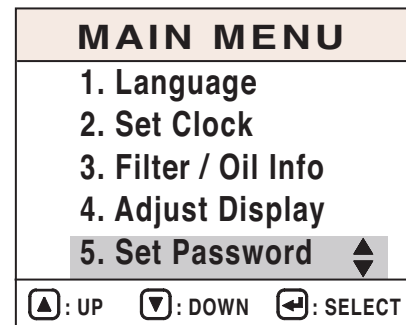 MAIN MENU
1. Language
2. Set Clock
3. Filter / Oil Info
4. Adjust Display
5. Set Password
: UP : DOWN : SELECT